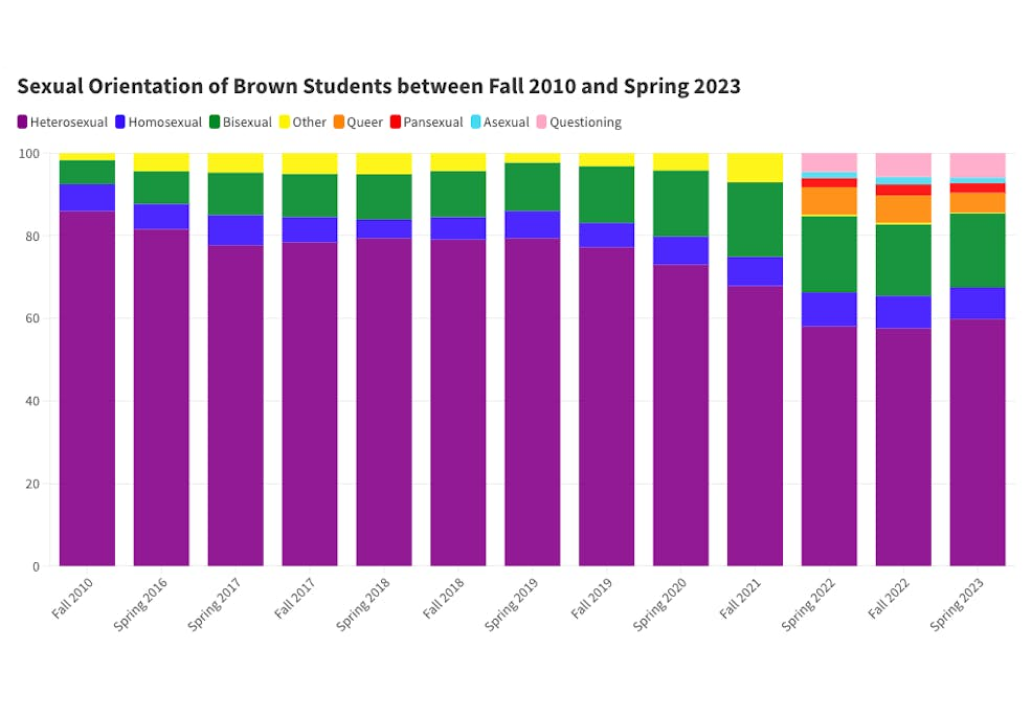 Sexual Orientation of Brown Students between Fall 2010 and Spring 2023
Heterosexual Homosexual Bisexual Other Queer Pansexual Asexual Questioning
100
80
60
40
20
0
Fall 2010 Spring 2016 Spring 2017 Fall 2017 Spring 2018 Fall 2018 Spring 2019 Fall 2019 Spring 2020 Fall 2021 Spring 2022 Fall 2022 Spring 2023